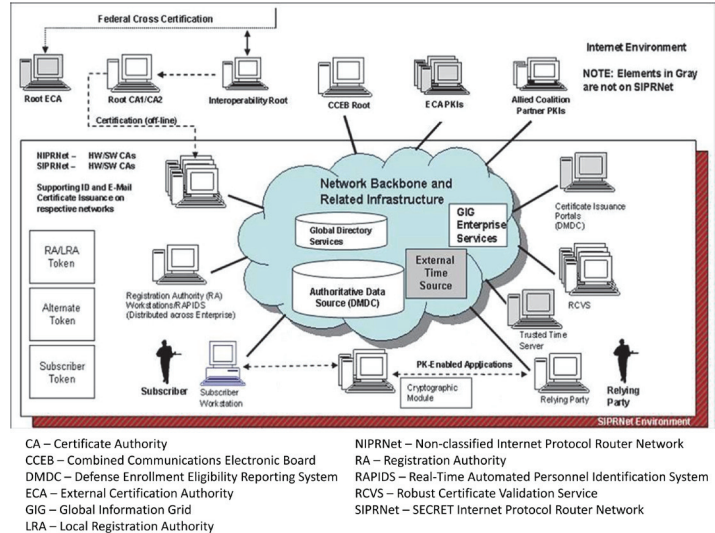 Federal Cross Certification
Internet Environment
NOTE: Elements in Gray
are not on SIPRNet
Root ECA
Root CA1/CA2
Interoperability Root
CCEB Root
ECA PKIs
Allied Coalition
Partner PKIs
Certification (off-line)
NIPRNet – HW/SW CAs
SIPRNet – HW/SW CAs
Supporting ID and E-Mail
Certificate Issuance on
respective networks
Network Backbone and
Related Infrastructure
Global Directory
Services
GIG
Enterprise
Services
Certificate Issuance
Portals
(DMDC)
RA/LRA
Token
External
Time
Source
Authoritative Data
Source (DMDC)
Registration Authority (RA)
Workstations/RAPIDS
(Distributed across Enterprise)
RCVS
Alternate
Token
Trusted Time
Server
Subscriber
Token
Subscriber
Subscriber
Workstation
PK-Enabled Applications
Cryptographic
Module
Relying Party
Relying
Party
SIPRNet Environment
CA – Certificate Authority
CCEB – Combined Communications Electronic Board
DMDC – Defense Enrollment Eligibility Reporting System
ECA – External Certification Authority
GIG – Global Information Grid
LRA – Local Registration Authority
NIPRNet – Non-classified Internet Protocol Router Network
RA – Registration Authority
RAPIDS – Real-Time Automated Personnel Identification System
RCVS – Robust Certificate Validation Service
SIPRNet – SECRET Internet Protocol Router Network